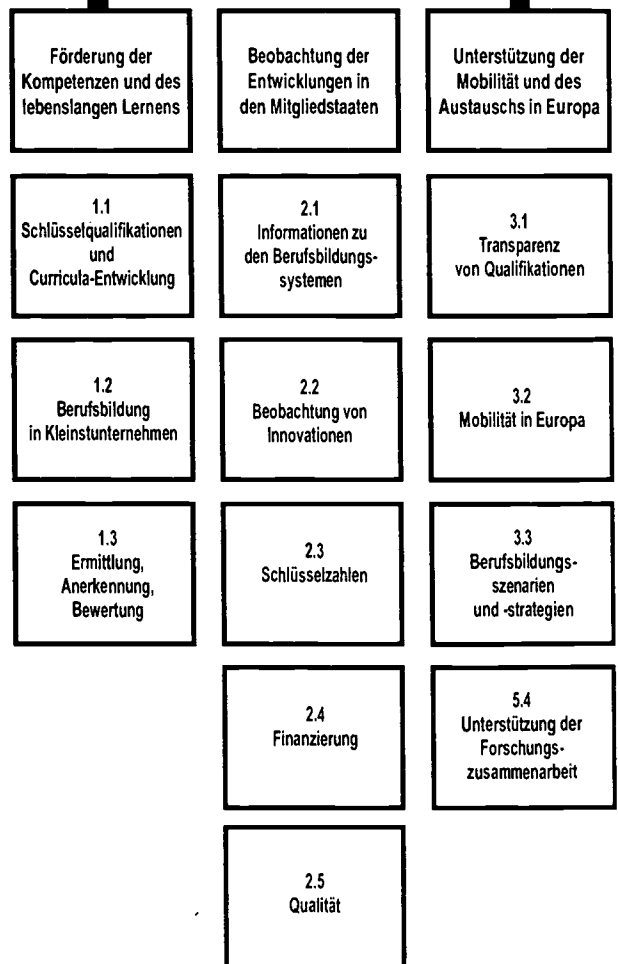 Förderung der
Kompetenzen und des
lebenslangen Lernens
1.1
Schlüsselqualifikationen
und
Curricula-Entwicklung
1.2
Berufsbildung
in Kleinstunternehmen
1.3
Ermittlung,
Anerkennung,
Bewertung
Beobachtung der
Entwicklungen in
den Mitgliedstaaten
2.1
Informationen zu
den Berufsbildungs-
systemen
2.2
Beobachtung von
Innovationen
2.3
Schlüsselzahlen
2.4
Finanzierung
2.5
Qualität
Unterstützung der
Mobilität und des
Austauschs in Europa
3.1
Transparenz
von Qualifikationen
3.2
Mobilität in Europa
3.3
Berufsbildungs-
szenarien
und -strategien
5.4
Unterstützung der
Forschungs-
zusammenarbeit